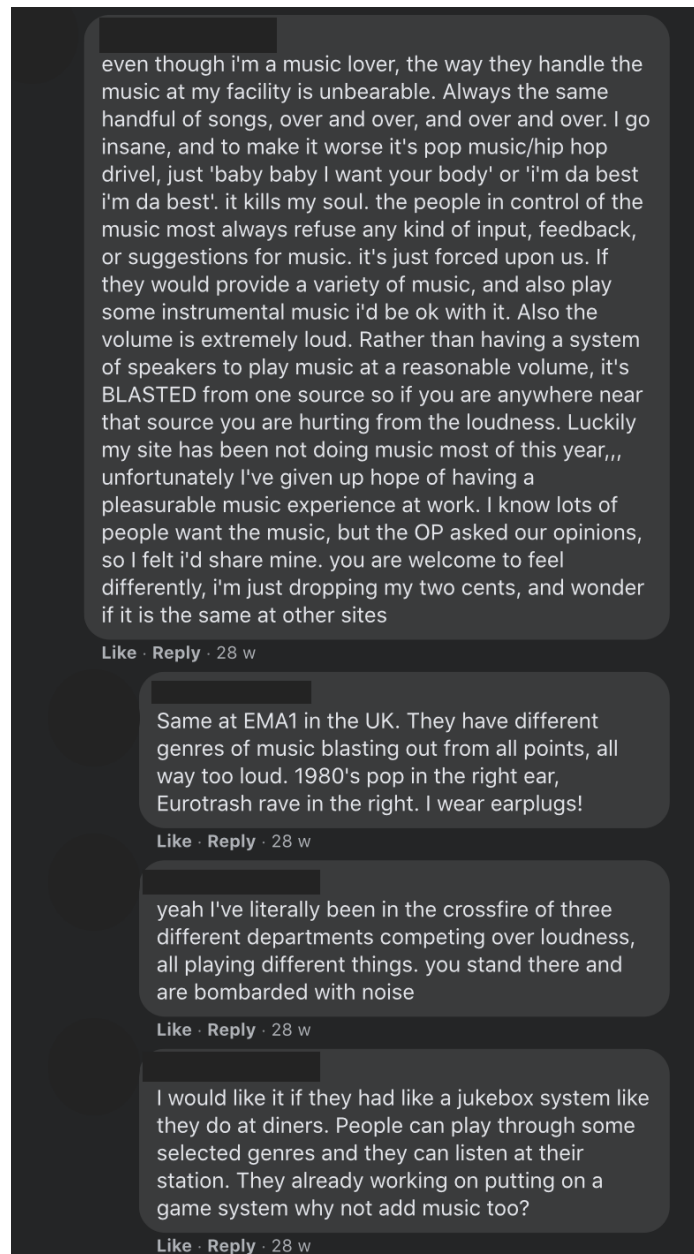 even though i'm a music lover, the way they handle the
music at my facility is unbearable. Always the same
handful of songs, over and over, and over and over. I go
insane, and to make it worse it's pop music/hip hop
drivel, just 'baby baby I want your body' or 'i'm da best
i'm da best'. it kills my soul. the people in control of the
music most always refuse any kind of input, feedback,
or suggestions for music. it's just forced upon us. If
they would provide a variety of music, and also play
some instrumental music i'd be ok with it. Also the
volume is extremely loud. Rather than having a system
of speakers to play music at a reasonable volume, it's
BLASTED from one source so if you are anywhere near
that source you are hurting from the loudness. Luckily
my site has been not doing music most of this year,,,
unfortunately I've given up hope of having a
pleasurable music experience at work. I know lots of
people want the music, but the OP asked our opinions,
so I felt i'd share mine. you are welcome to feel
differently, i'm just dropping my two cents, and wonder
if it is the same at other sites
Like · Reply · 28 w
Same at EMA1 in the UK. They have different
genres of music blasting out from all points, all
way too loud. 1980's pop in the right ear,
Eurotrash rave in the right. I wear earplugs!
Like · Reply · 28 w
yeah I've literally been in the crossfire of three
different departments competing over loudness,
all playing different things. you stand there and
are bombarded with noise
Like · Reply · 28 w
I would like it if they had like a jukebox system like
they do at diners. People can play through some
selected genres and they can listen at their
station. They already working on putting on a
game system why not add music too?
Like · Reply · 28 w